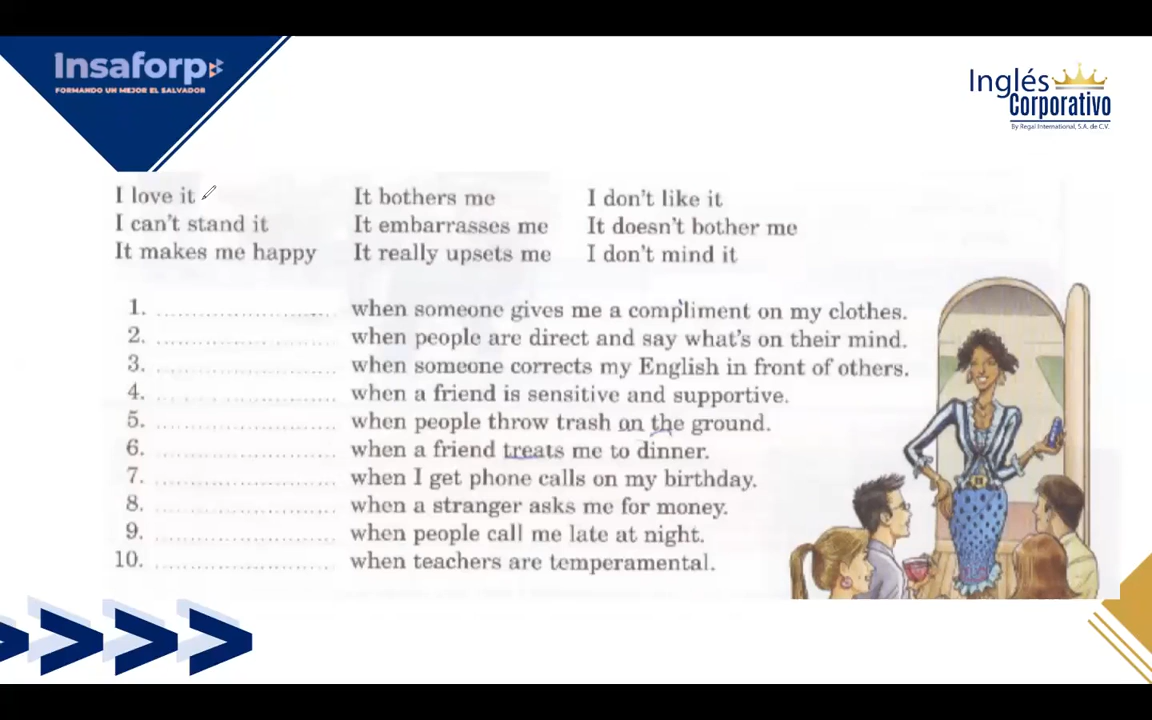 Insaforp
FORMANDO UN MEJOR EL SALVADOR
Inglés
Corporativo
By Regal International, S.A. de C.V.
I love it It bothers me I don't like it
I can't stand it It embarrasses me It doesn't bother me
It makes me happy It really upsets me I don't mind it
1. when someone gives me a compliment on my clothes.
2. when people are direct and say what's on their mind.
3. when someone corrects my English in front of others.
4. when a friend is sensitive and supportive.
5. when people throw trash on the ground.
6. when a friend treats me to dinner.
7. when I get phone calls on my birthday.
8. when a stranger asks me for money.
9. when people call me late at night.
10. when teachers are temperamental.